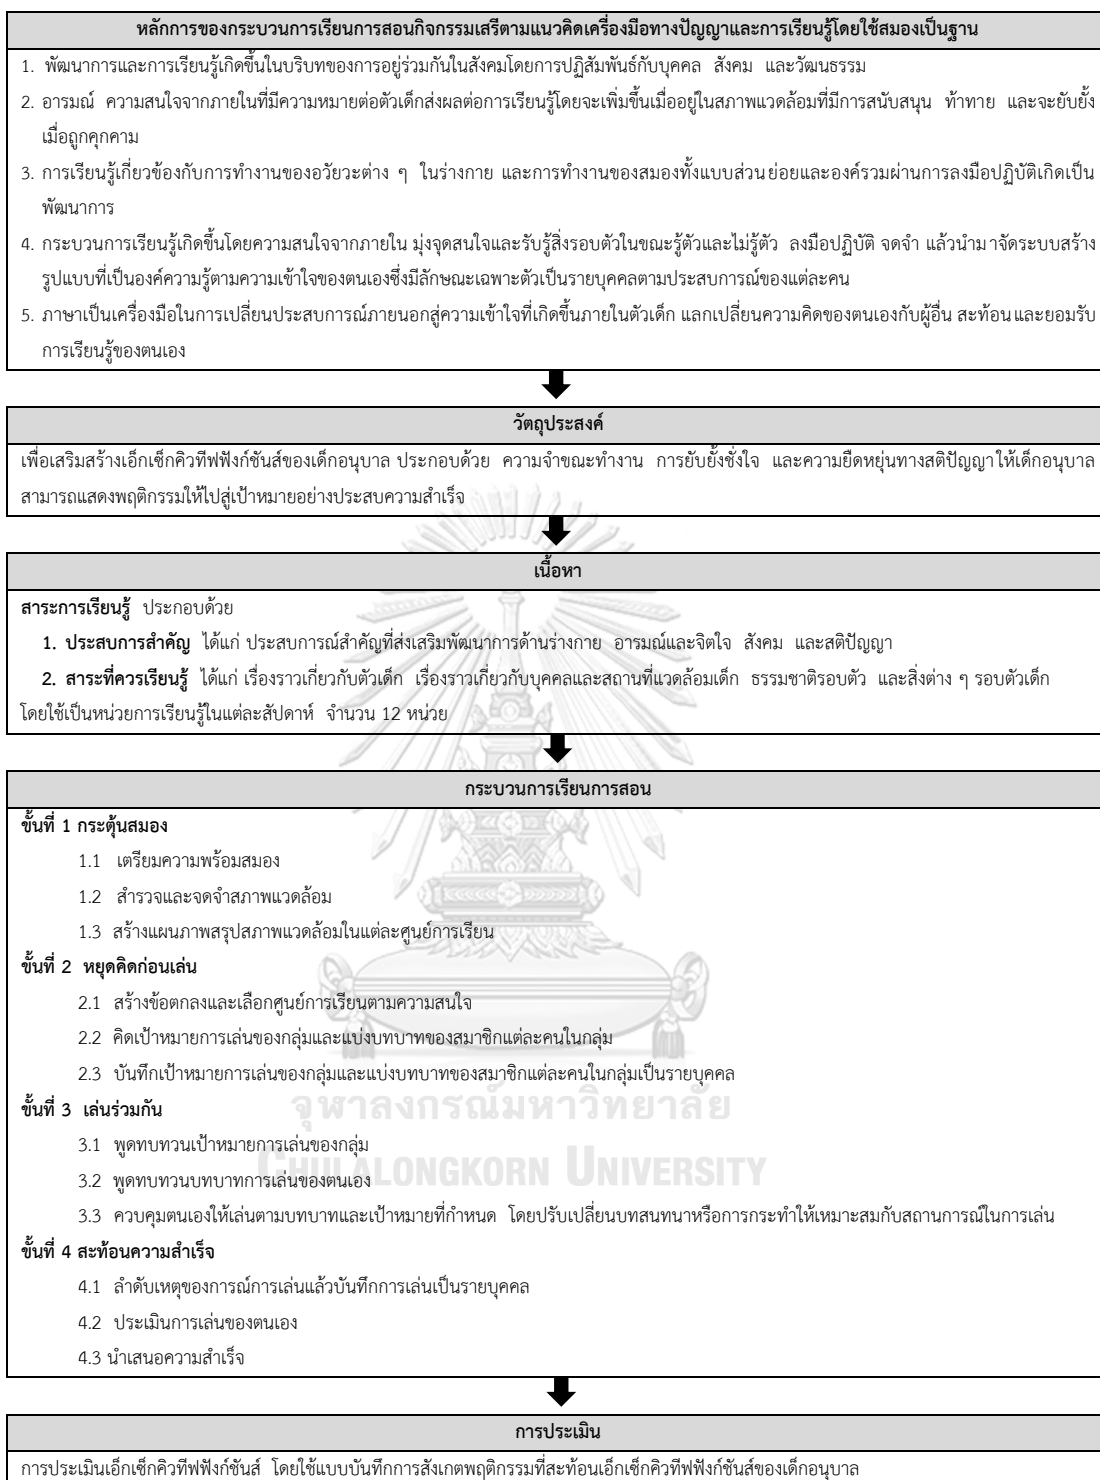 หลักการของกระบวนการเรียนการสอนกิจกรรมเสรีตามแนวคิดเครื่องมือทางปัญญาและการเรียนรู้โดยใช้สมองเป็นฐาน
1. พัฒนาการและการเรียนรู้เกิดขึ้นในบริบทของการอยู่ร่วมกันในสังคมโดยการปฏิสัมพันธ์กับบุคคล สังคม และวัฒนธรรม
2. อารมณ์ ความสนใจจากภายในที่มีความหมายต่อตัวเด็กส่งผลต่อการเรียนรู้โดยจะเพิ่มขึ้นเมื่ออยู่ในสภาพแวดล้อมที่มีการสนับสนุน ท้าทาย และจะยับยั้ง
เมื่อถูกคุกคาม
3. การเรียนรู้เกี่ยวข้องกับการทำงานของอวัยวะต่าง ๆ ในร่างกาย และการทำงานของสมองทั้งแบบส่วนย่อยและองค์รวมผ่านการลงมือปฏิบัติเกิดเป็น
พัฒนาการ
4. กระบวนการเรียนรู้เกิดขึ้นโดยความสนใจจากภายใน มุ่งจุดสนใจและรับรู้สิ่งรอบตัวในขณะรู้ตัวและไม่รู้ตัว ลงมือปฏิบัติ จดจำ แล้วนำมาจัดระบบสร้าง
รูปแบบที่เป็นองค์ความรู้ตามความเข้าใจของตนเองซึ่งมีลักษณะเฉพาะตัวเป็นรายบุคคลตามประสบการณ์ของแต่ละคน
5. ภาษาเป็นเครื่องมือในการเปลี่ยนประสบการณ์ภายนอกสู่ความเข้าใจที่เกิดขึ้นภายในตัวเด็ก แลกเปลี่ยนความคิดของตนเองกับผู้อื่น สะท้อนและยอมรับ
การเรียนรู้ของตนเอง
วัตถุประสงค์
เพื่อเสริมสร้างเอ็กเซ็กคิวทีฟฟังก์ชันส์ของเด็กอนุบาล ประกอบด้วย ความจำขณะทำงาน การยับยั้งชั่งใจ และความยืดหยุ่นทางสติปัญญาให้เด็กอนุบาล
สามารถแสดงพฤติกรรมให้ไปสู่เป้าหมายอย่างประสบความสำเร็จ
เนื้อหา
สาระการเรียนรู้ ประกอบด้วย
1. ประสบการสำคัญ ได้แก่ ประสบการณ์สำคัญที่ส่งเสริมพัฒนาการด้านร่างกาย อารมณ์และจิตใจ สังคม และสติปัญญา
2. สาระที่ควรเรียนรู้ ได้แก่ เรื่องราวเกี่ยวกับตัวเด็ก เรื่องราวเกี่ยวกับบุคคลและสถานที่แวดล้อมเด็ก ธรรมชาติรอบตัว และสิ่งต่าง ๆ รอบตัวเด็ก
โดยใช้เป็นหน่วยการเรียนรู้ในแต่ละสัปดาห์ จำนวน 12 หน่วย
กระบวนการเรียนการสอน
ขั้นที่ 1 กระตุ้นสมอง
1.1 เตรียมความพร้อมสมอง
1.2 สำรวจและจดจำสภาพแวดล้อม
1.3 สร้างแผนภาพสรุปสภาพแวดล้อมในแต่ละศูนย์การเรียน
ขั้นที่ 2 หยุดคิดก่อนเล่น
2.1 สร้างข้อตกลงและเลือกศูนย์การเรียนตามความสนใจ
2.2 คิดเป้าหมายการเล่นของกลุ่มและแบ่งบทบาทของสมาชิกแต่ละคนในกลุ่ม
2.3 บันทึกเป้าหมายการเล่นของกลุ่มและแบ่งบทบาทของสมาชิกแต่ละคนในกลุ่มเป็นรายบุคคล
จุฬาลงกรณ์มหาวิทยาลัย
ขั้นที่ 3 เล่นร่วมกัน
3.1 พูดทบทวนเป้าหมายการเล่นของกลุ่ม
CHULALONGKORN UNIVERSITY
3.2 พูดทบทวนบทบาทการเล่นของตนเอง
3.3 ควบคุมตนเองให้เล่นตามบทบาทและเป้าหมายที่กำหนด โดยปรับเปลี่ยนบทสนทนาหรือการกระทำให้เหมาะสมกับสถานการณ์ในการเล่น
ขั้นที่ 4 สะท้อนความสำเร็จ
4.1 ลำดับเหตุของการณ์การเล่นแล้วบันทึกการเล่นเป็นรายบุคคล
4.2 ประเมินการเล่นของตนเอง
4.3 นำเสนอความสำเร็จ
การประเมิน
การประเมินเอ็กเซ็กคิวทีฟฟังก์ชันส์ โดยใช้แบบบันทึกการสังเกตพฤติกรรมที่สะท้อนเอ็กเซ็กคิวทีฟฟังก์ชันส์ของเด็กอนุบาล